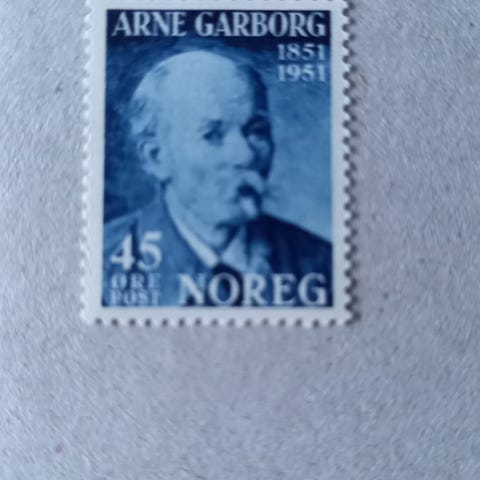 ARNE GARBORG
1851
1951
45
ØRE
POST
NOREG